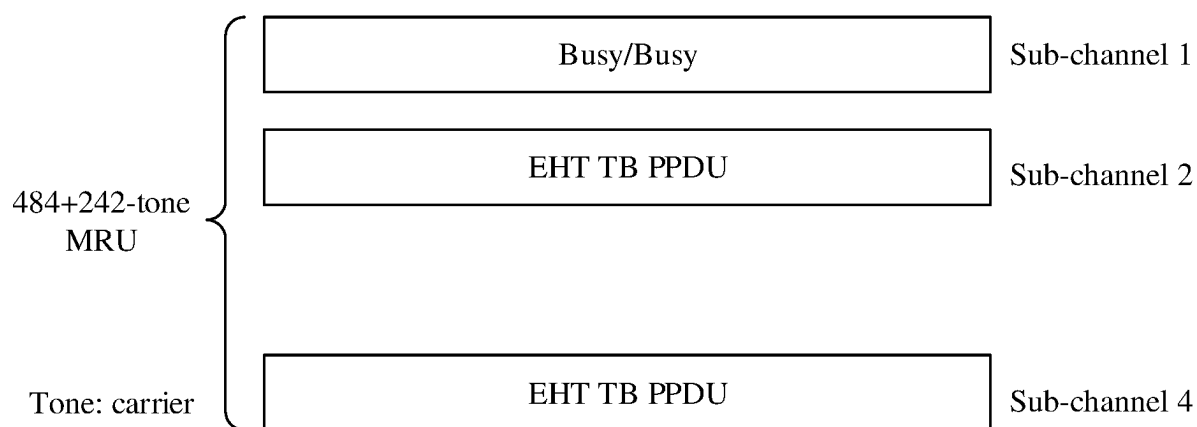 Busy/Busy
Sub-channel 1
EHT TB PPDU
Sub-channel 2
484+242-tone
MRU
EHT TB PPDU
Sub-channel 4
Tone: carrier